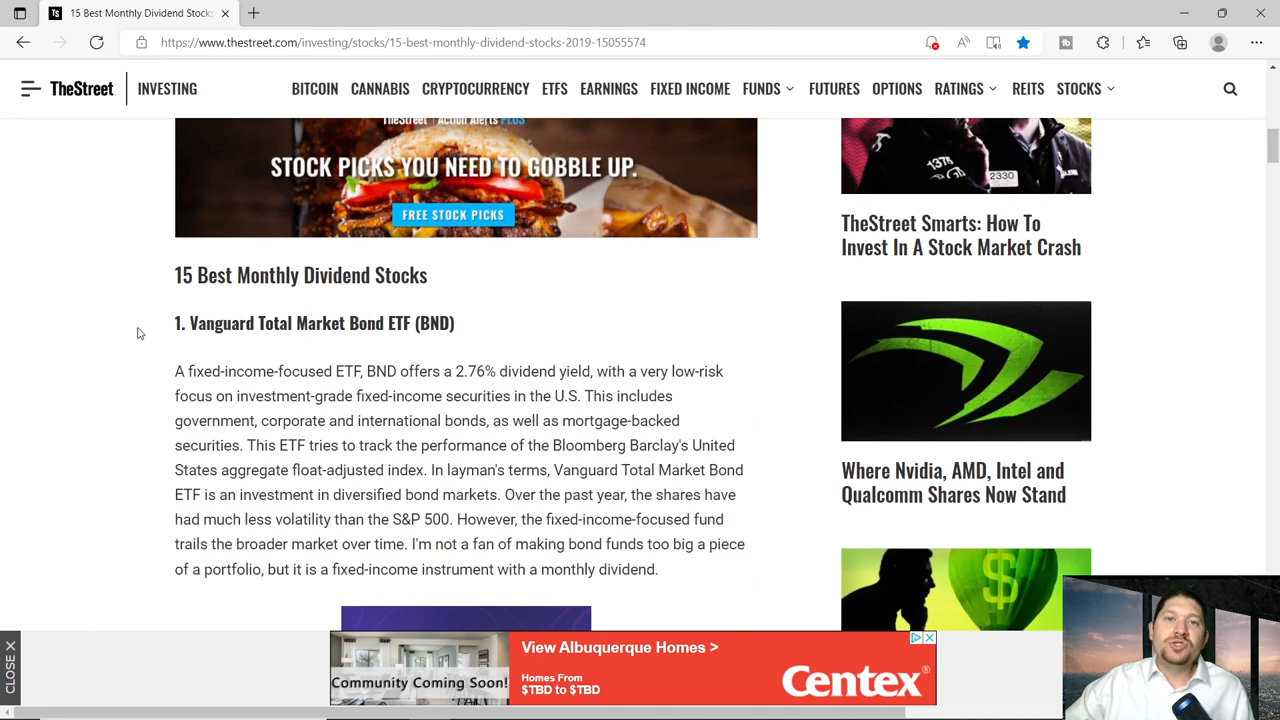 15 Best Monthly Dividend Stocks
https://www.thestreet.com/investing/stocks/15-best-monthly-dividend-stocks-2019-15055574
TheStreet INVESTING BITCOIN CANNABIS CRYPTOCURRENCY ETFS EARNINGS FIXED INCOME FUNDS FUTURES OPTIONS RATINGS REITS STOCKS
TheStreet Action Alerts PLUS
STOCK PICKS YOU NEED TO GOBBLE UP.
FREE STOCK PICKS
15 Best Monthly Dividend Stocks
1. Vanguard Total Market Bond ETF (BND)
A fixed-income-focused ETF, BND offers a 2.76% dividend yield, with a very low-risk
focus on investment-grade fixed-income securities in the U.S. This includes
government, corporate and international bonds, as well as mortgage-backed
securities. This ETF tries to track the performance of the Bloomberg Barclay's United
States aggregate float-adjusted index. In layman's terms, Vanguard Total Market Bond
ETF is an investment in diversified bond markets. Over the past year, the shares have
had much less volatility than the S&P 500. However, the fixed-income-focused fund
trails the broader market over time. I'm not a fan of making bond funds too big a piece
of a portfolio, but it is a fixed-income instrument with a monthly dividend.
1376
2330
TheStreet Smarts: How To
Invest In A Stock Market Crash
Where Nvidia, AMD, Intel and
Qualcomm Shares Now Stand
$
CLOSE X
Community Coming Soon!
View Albuquerque Homes >
Homes From
$TBD to $TBD
Centex®